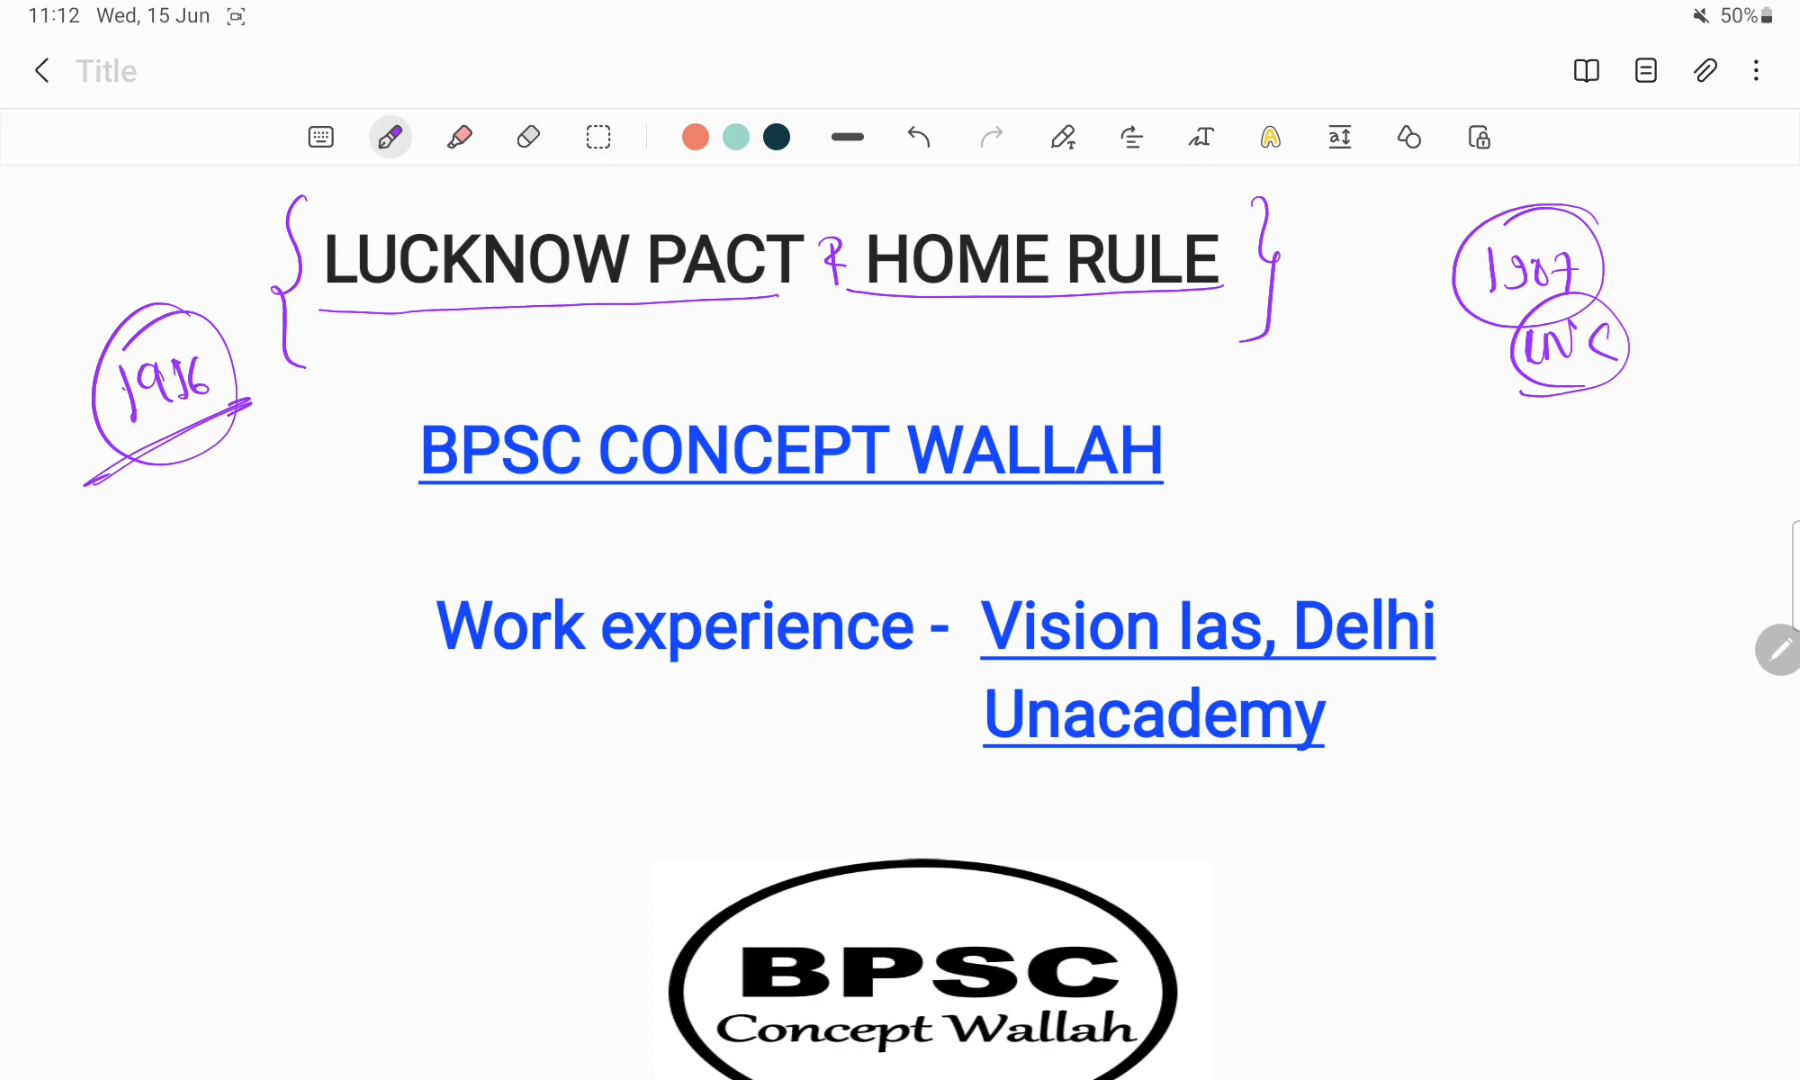 11:12 Wed, 15 Jun 50%
Title
LUCKNOW PACT & HOME RULE
1907
INC
1916
BPSC CONCEPT WALLAH
Work experience - Vision Ias, Delhi
Unacademy
BPSC
Concept Wallah